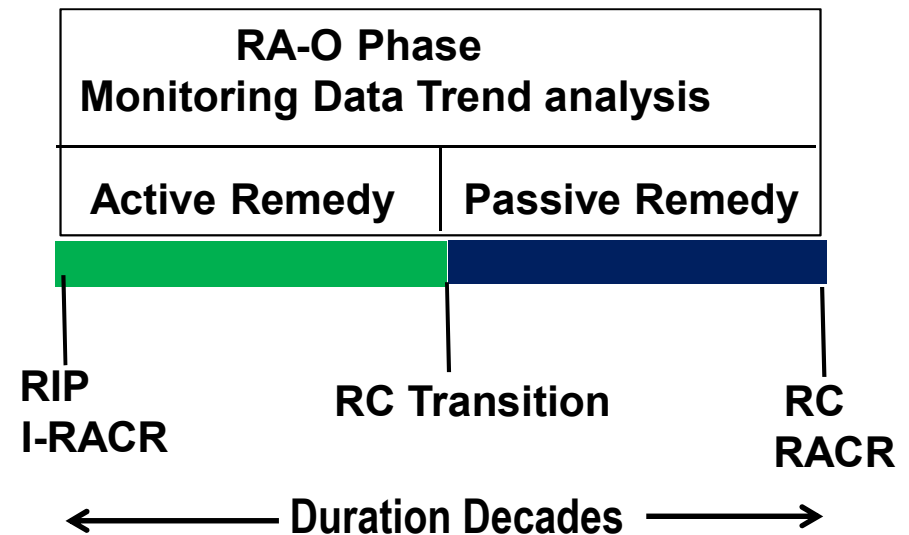 RA-O Phase
Monitoring Data Trend analysis
Active Remedy
Passive Remedy
RIP
I-RACR
RC Transition
RC
RACR
Duration Decades